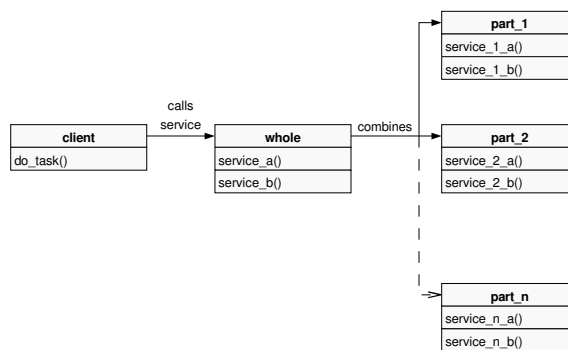 part_1
service_1_a()
service_1_b()
calls
service
combines
client
do_task()
whole
service_a()
service_b()
part_2
service_2_a()
service_2_b()
part_n
service_n_a()
service_n_b()